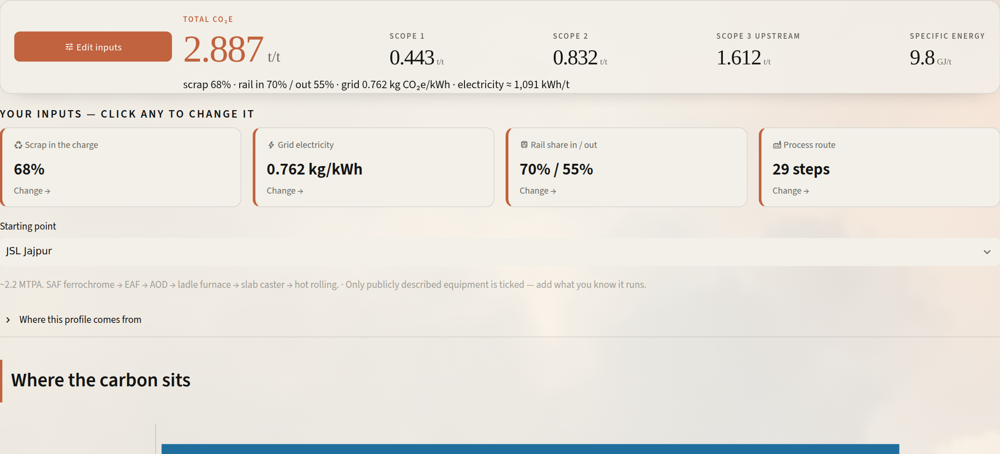 TOTAL CO₂E
Edit inputs
2.887 t/t
SCOPE 1
0.443 t/t
SCOPE 2
0.832 t/t
SCOPE 3 UPSTREAM
1.612 t/t
SPECIFIC ENERGY
9.8 GJ/t
scrap 68% · rail in 70% / out 55% · grid 0.762 kg CO₂e/kWh · electricity ≈ 1,091 kWh/t
YOUR INPUTS — CLICK ANY TO CHANGE IT
Scrap in the charge
68%
Change →
Grid electricity
0.762 kg/kWh
Change →
Rail share in / out
70% / 55%
Change →
Process route
29 steps
Change →
Starting point
JSL Jajpur
~2.2 MTPA. SAF ferrochrome → EAF → AOD → ladle furnace → slab caster → hot rolling. · Only publicly described equipment is ticked — add what you know it runs.
Where this profile comes from
Where the carbon sits